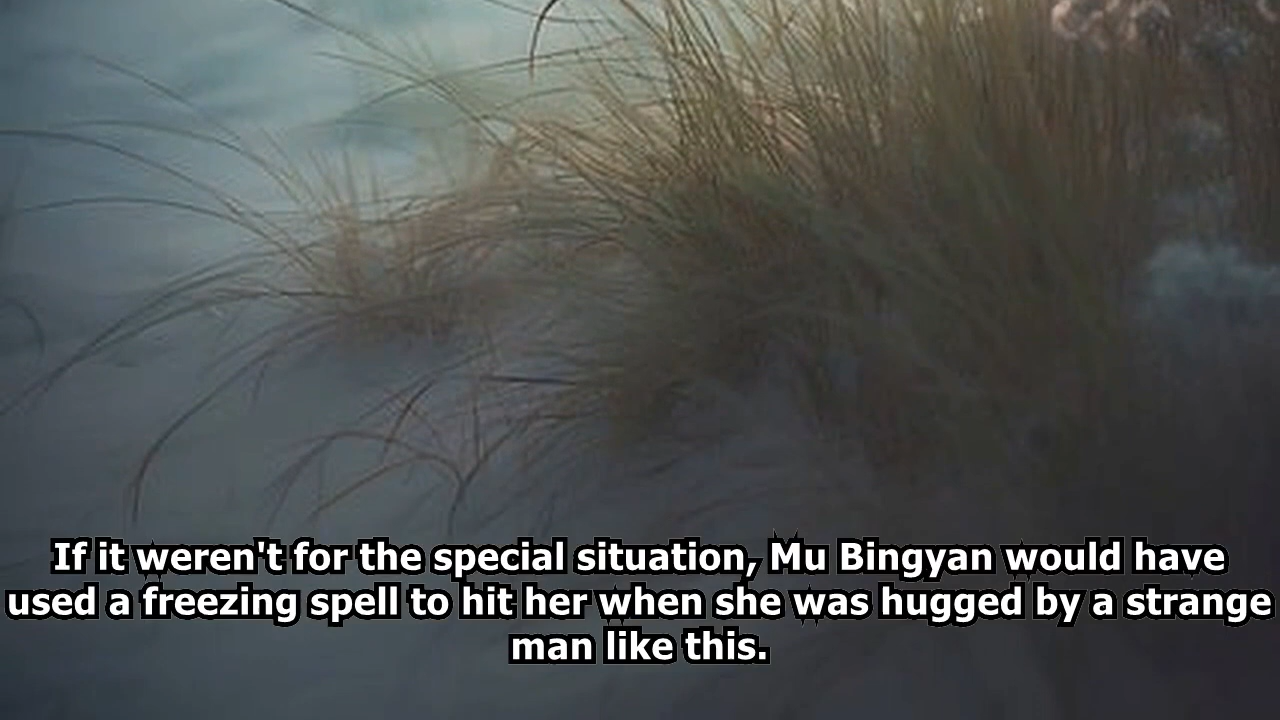 If it weren't for the special situation, Mu Bingyan would have
used a freezing spell to hit her when she was hugged by a strange
man like this.